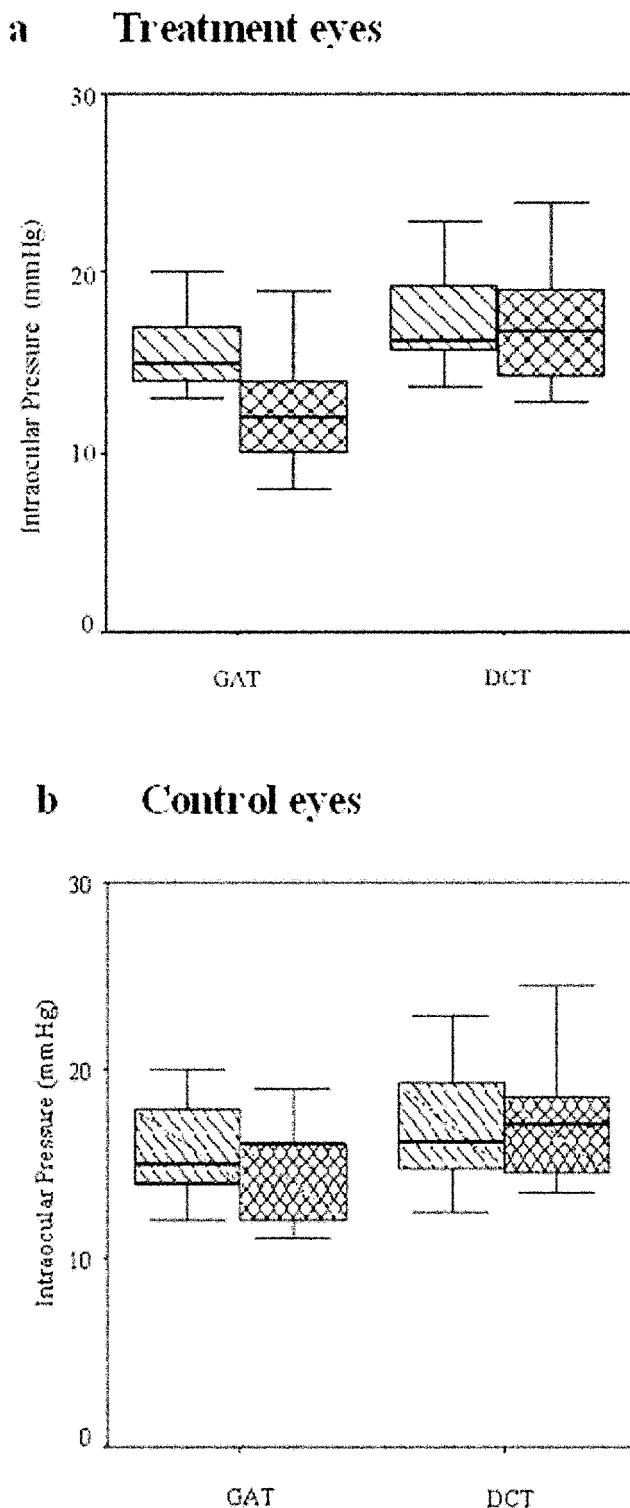 a Treatment eyes
30
20
10
0
Intraocular Pressure (mmHg)
GAT DCT
b Control eyes
30
20
10
0
Intraocular Pressure (mmHg)
GAT DCT